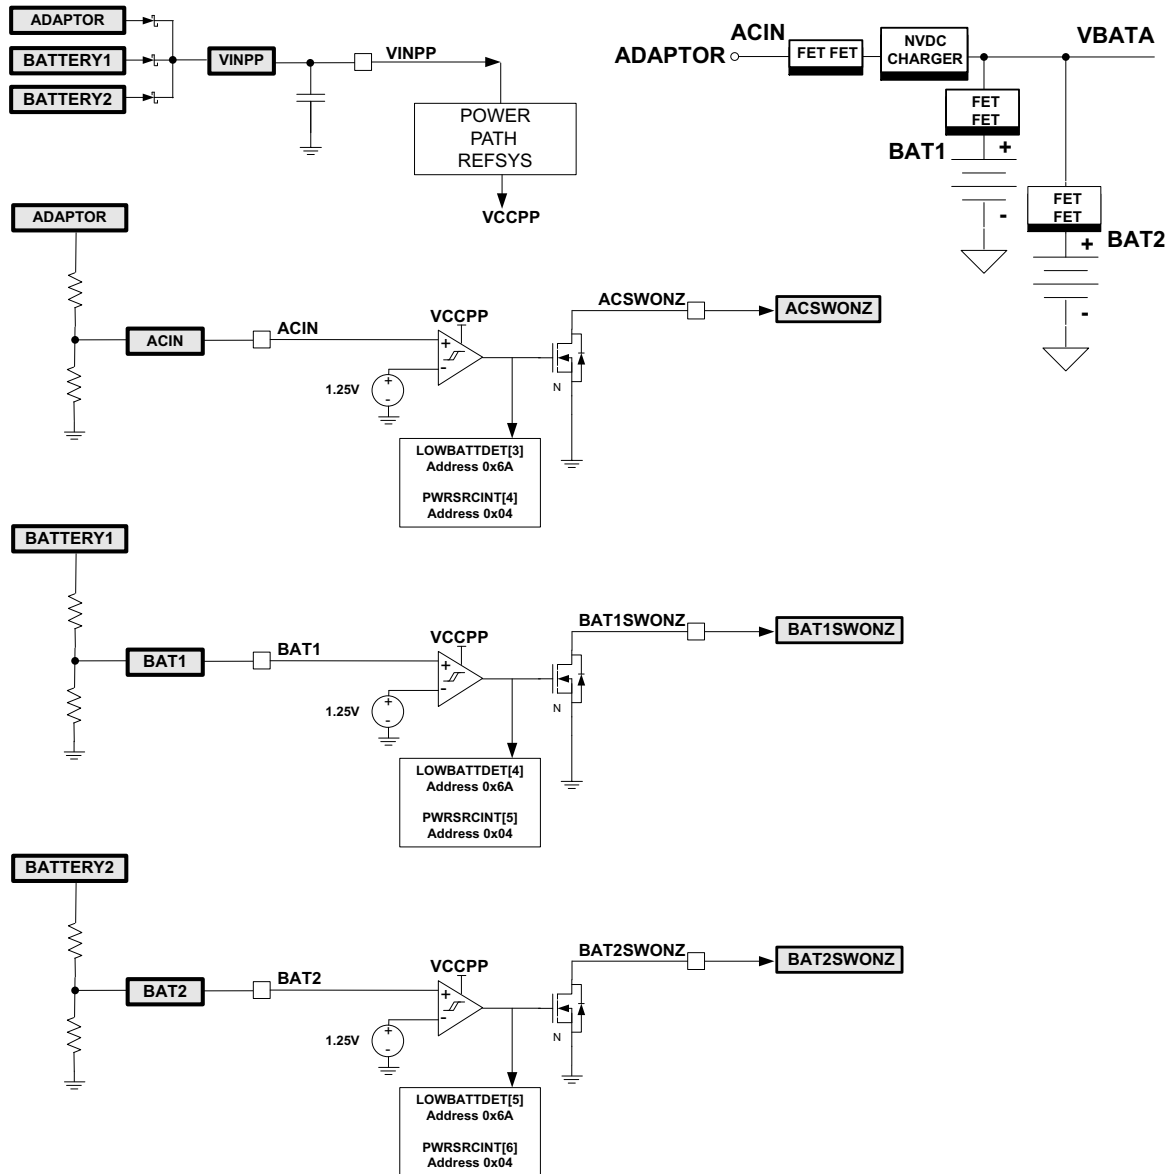 ADAPTOR
BATTERY1
BATTERY2
VINPP
VINPP
POWER
PATH
REFSYS
VCCPP
ACIN
ADAPTOR
FET FET
NVDC
CHARGER
VBATA
FET
FET
BAT1
+
-
FET
FET
BAT2
+
-
ADAPTOR
ACIN
ACIN
VCCPP
+
-
1.25V
+
-
N
ACSWONZ
ACSWONZ
LOWBATTDET[3]
Address 0x6A
PWRSRCINT[4]
Address 0x04
BATTERY1
BAT1
BAT1
VCCPP
+
-
1.25V
+
-
N
BAT1SWONZ
BAT1SWONZ
LOWBATTDET[4]
Address 0x6A
PWRSRCINT[5]
Address 0x04
BATTERY2
BAT2
BAT2
VCCPP
+
-
1.25V
+
-
N
BAT2SWONZ
BAT2SWONZ
LOWBATTDET[5]
Address 0x6A
PWRSRCINT[6]
Address 0x04